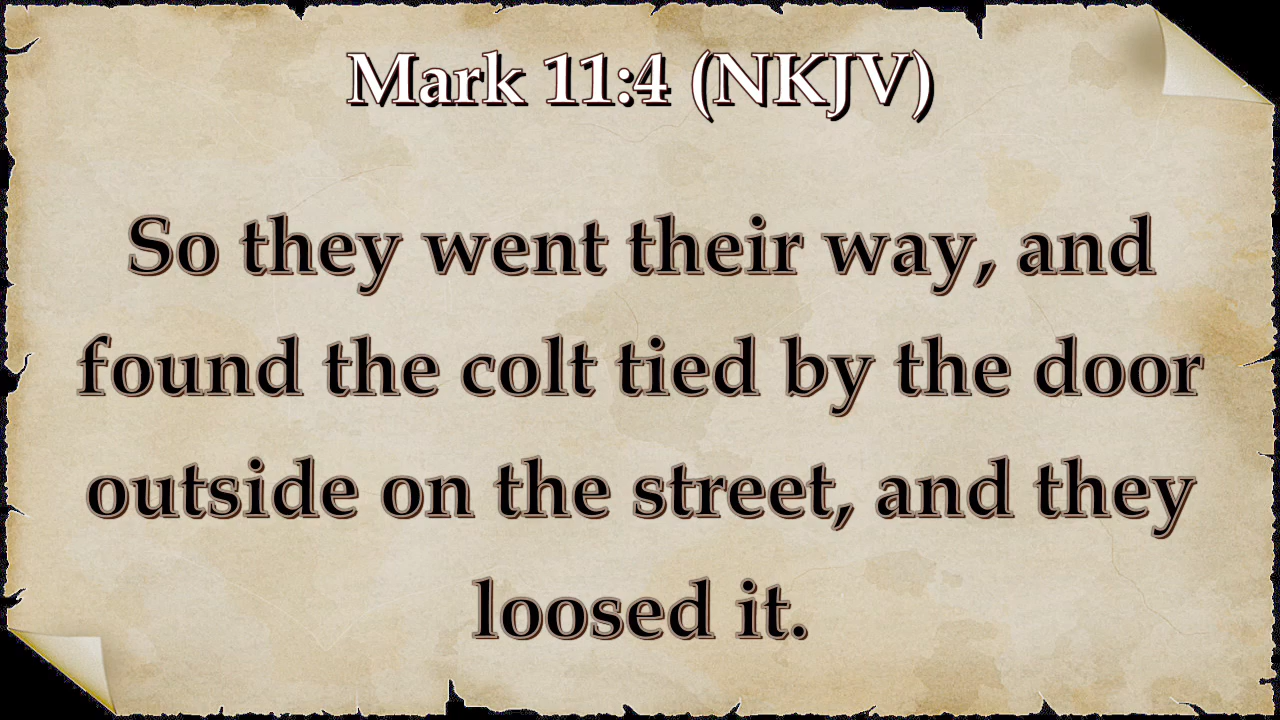 Mark 11:4 (NKJV)
So they went their way, and
found the colt tied by the door
outside on the street, and they
loosed it.